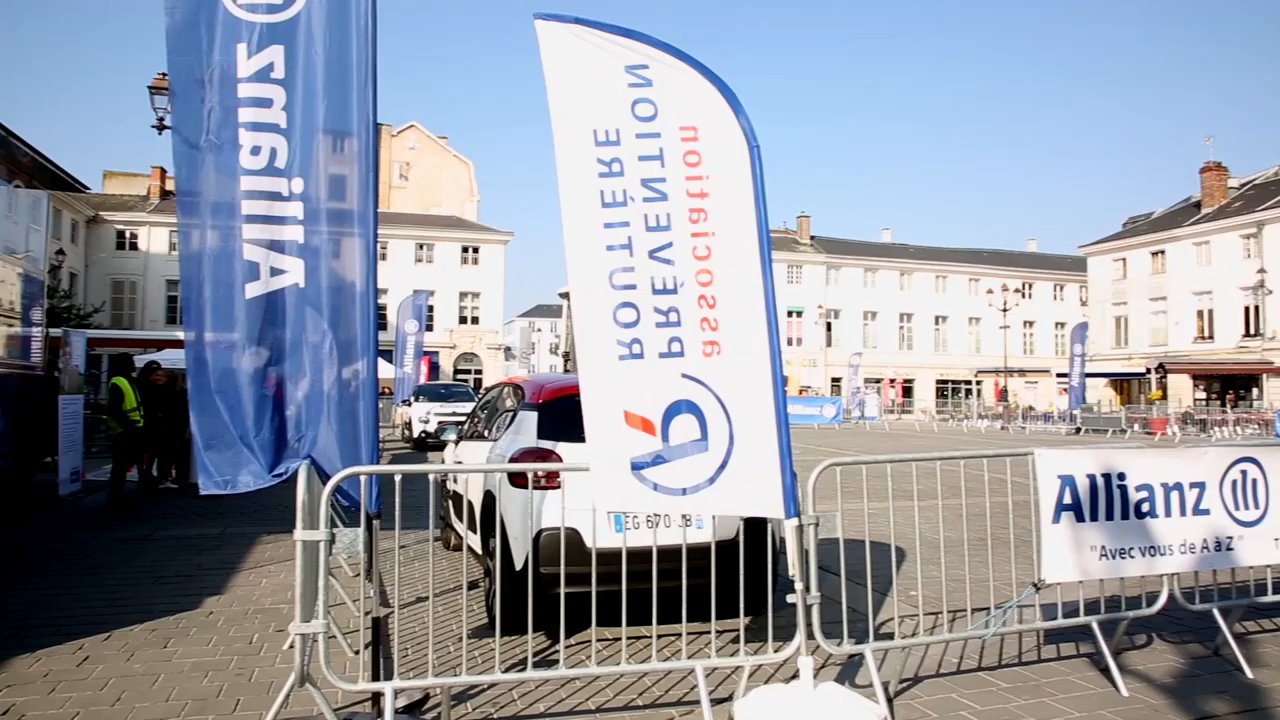 Allianz
association
PRÉVENTION
ROUTIÈRE
EG-670-JB
Allianz
"Avec vous de A à Z"